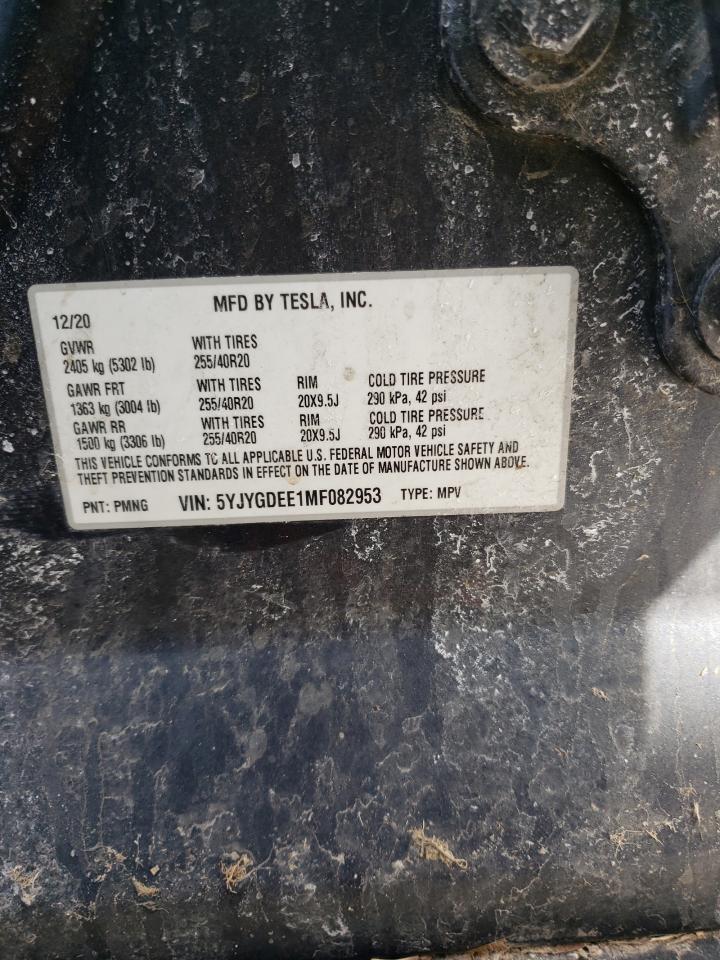 MFD BY TESLA, INC.
12/20
GVWR WITH TIRES
2405 kg (5302 lb) 255/40R20
GAWR FRT WITH TIRES RIM COLD TIRE PRESSURE
1363 kg (3004 lb) 255/40R20 20X9.5J 290 kPa, 42 psi
GAWR RR WITH TIRES RIM COLD TIRE PRESSURE
1500 kg (3306 lb) 255/40R20 20X9.5J 290 kPa, 42 psi
THIS VEHICLE CONFORMS TO ALL APPLICABLE U.S. FEDERAL MOTOR VEHICLE SAFETY AND
THEFT PREVENTION STANDARDS IN EFFECT ON THE DATE OF MANUFACTURE SHOWN ABOVE.
PNT: PMNG VIN: 5YJYGDEE1MF082953 TYPE: MPV